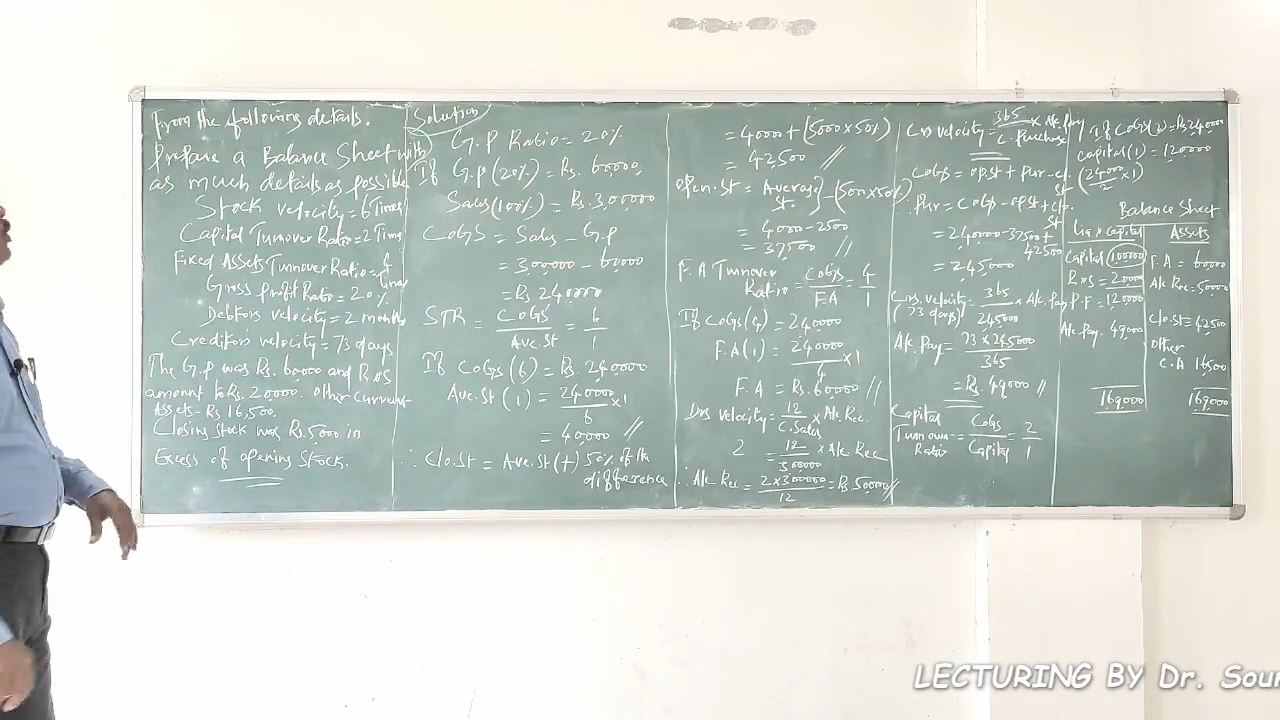 From the following details.
Prepare a Balance Sheet with
as much details as possible
Stock velocity = 6 Times
Capital Turnover Ratio = 2 Time
Fixed Assets Turnover Ratio = 4 times
Gross profit Ratio = 20%
Debtors velocity = 2 months
Creditors velocity = 73 days
The G.P was Rs. 60000 and R&S
amount to Rs. 20000. Other Current
Assets - Rs 16,500.
Closing Stock was Rs. 5000 in
Excess of opening Stock.
Solution
G.P Ratio = 20%
If G.P (20%) = Rs. 60,000,
Sales (100%) = Rs. 3,00,000
COGS = Sales - G.P
= 3,00000 - 60000
= Rs 240000
STR = COGS / Ave.St = 6 / 1
If COGS (6) = Rs. 240000
Ave.St (1) = 240000 / 6 × 1
= 40000 //
∴ Clo.St = Ave.St (+) 50% of the
difference
= 40000 + (5000 × 50%)
= 42500 //
Open.St = Average St. } - (5000 × 50%)
= 40000 - 2500
= 37500 //
F.A Turnover Ratio = COGS / F.A = 4 / 1
If COGS (4) = 240000
F.A (1) = 240000 / 4 × 1
F.A = Rs. 60000 //
Drs velocity = 12 / C.Sales × A/c Rec.
2 = 12 / 300000 × A/c Rec
∴ A/c Rec = 2 × 300000 / 12 = Rs. 50000 //
Crs velocity = 365 / C. Purchase × A/c. Pay
COGS = Op.St + Pur - Cl. St
∴ Pur = COGS - Op.St + Clo. St
= 240000 - 37500 + 42500
= 245000
Crs. velocity (73 days) = 365 / 245000 × A/c. Pay
A/c Pay = 73 × 245000 / 365
= Rs. 49000 //
Capital Turnover Ratio = COGS / Capital = 2 / 1
If COGS (2) = Rs 240000
Capital (1) = 120000
(24000 / 2 × 1)
Balance Sheet
Lia & Capital Assets
Capital 100000 F.A = 60000
R&S = 20000 A/c Rec = 50000
P.F = 120000
A/c Pay. 49000 Clo.St = 42500
Other
C.A 16500
169000 169000
LECTURING BY Dr. Sour